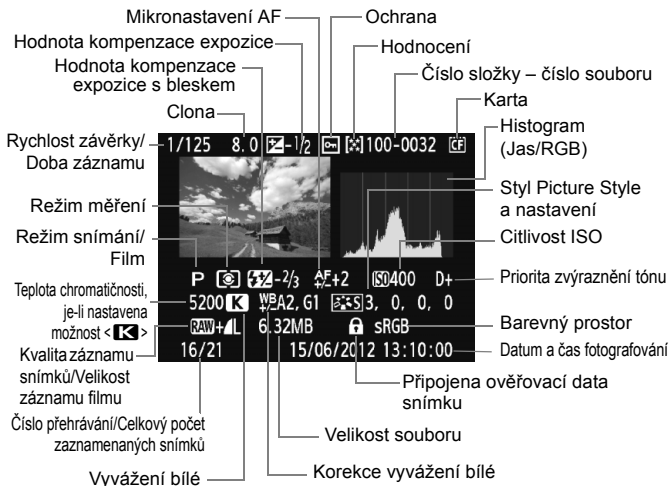 Mikronastavení AF
Ochrana
Hodnota kompenzace expozice
Hodnocení
Hodnota kompenzace
expozice s bleskem
Číslo složky – číslo souboru
Clona
Karta
Rychlost závěrky/
Doba záznamu
1/125 8.0 -1/2 100-0032 CF
Histogram
(Jas/RGB)
Režim měření
Styl Picture Style
a nastavení
Režim snímání/
Film
Citlivost ISO
P -2/3 AF+2 ISO400 D+
Priorita zvýraznění tónu
Teplota chromatičnosti,
je-li nastavena
možnost < K >
5200 K WB A2, G1 S 3, 0, 0, 0
RAW+L 6.32MB sRGB
Barevný prostor
Kvalita záznamu
snímků/Velikost
záznamu filmu
16/21 15/06/2012 13:10:00
Datum a čas fotografování
Připojena ověřovací data
snímku
Číslo přehrávání/Celkový počet
zaznamenaných snímků
Velikost souboru
Vyvážení bílé
Korekce vyvážení bílé